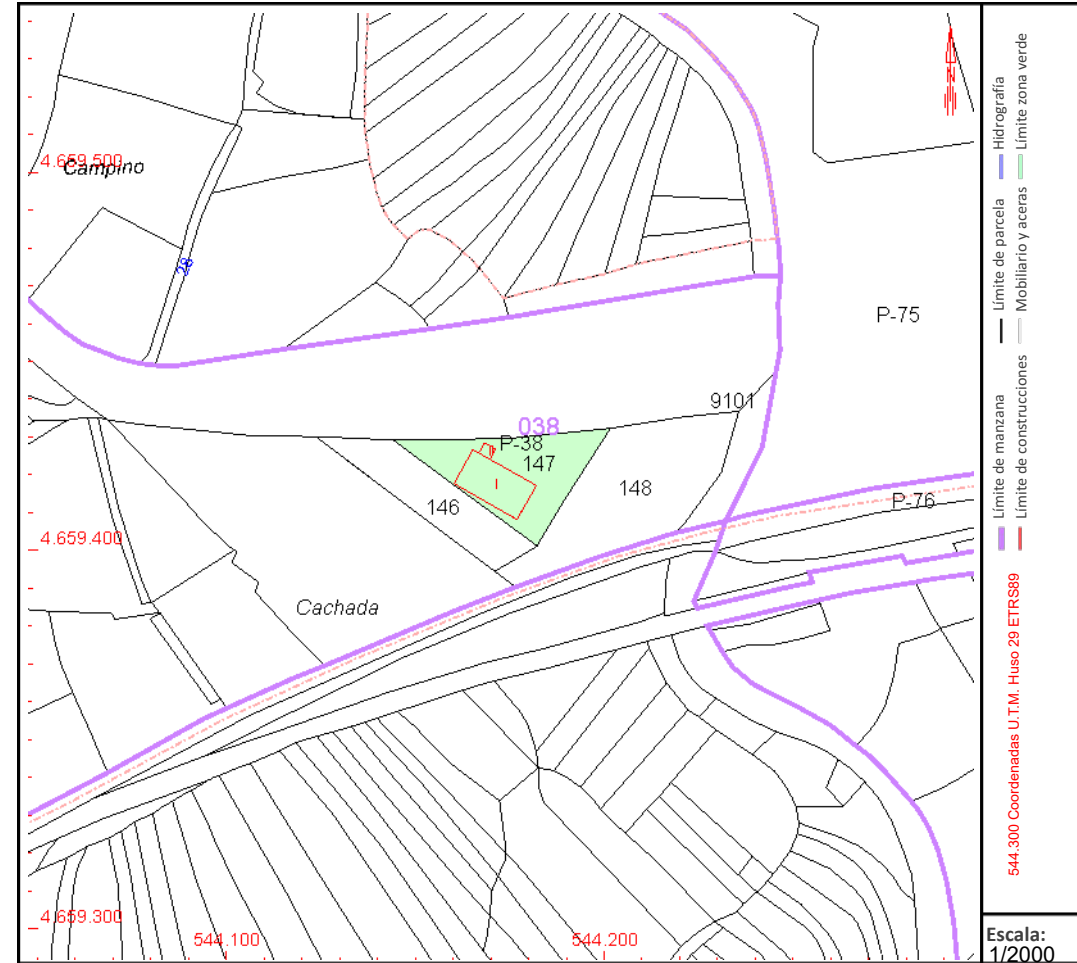 4.659.500
Campino
28
P-75
9101
038
P-38
147
146
148
P-76
4.659.400
Cachada
4.659.300
544.100
544.200
N
Hidrografía
Límite zona verde
Límite de parcela
Mobiliario y aceras
Límite de manzana
Límite de construcciones
544.300 Coordenadas U.T.M. Huso 29 ETRS89
I
Escala:
1/2000